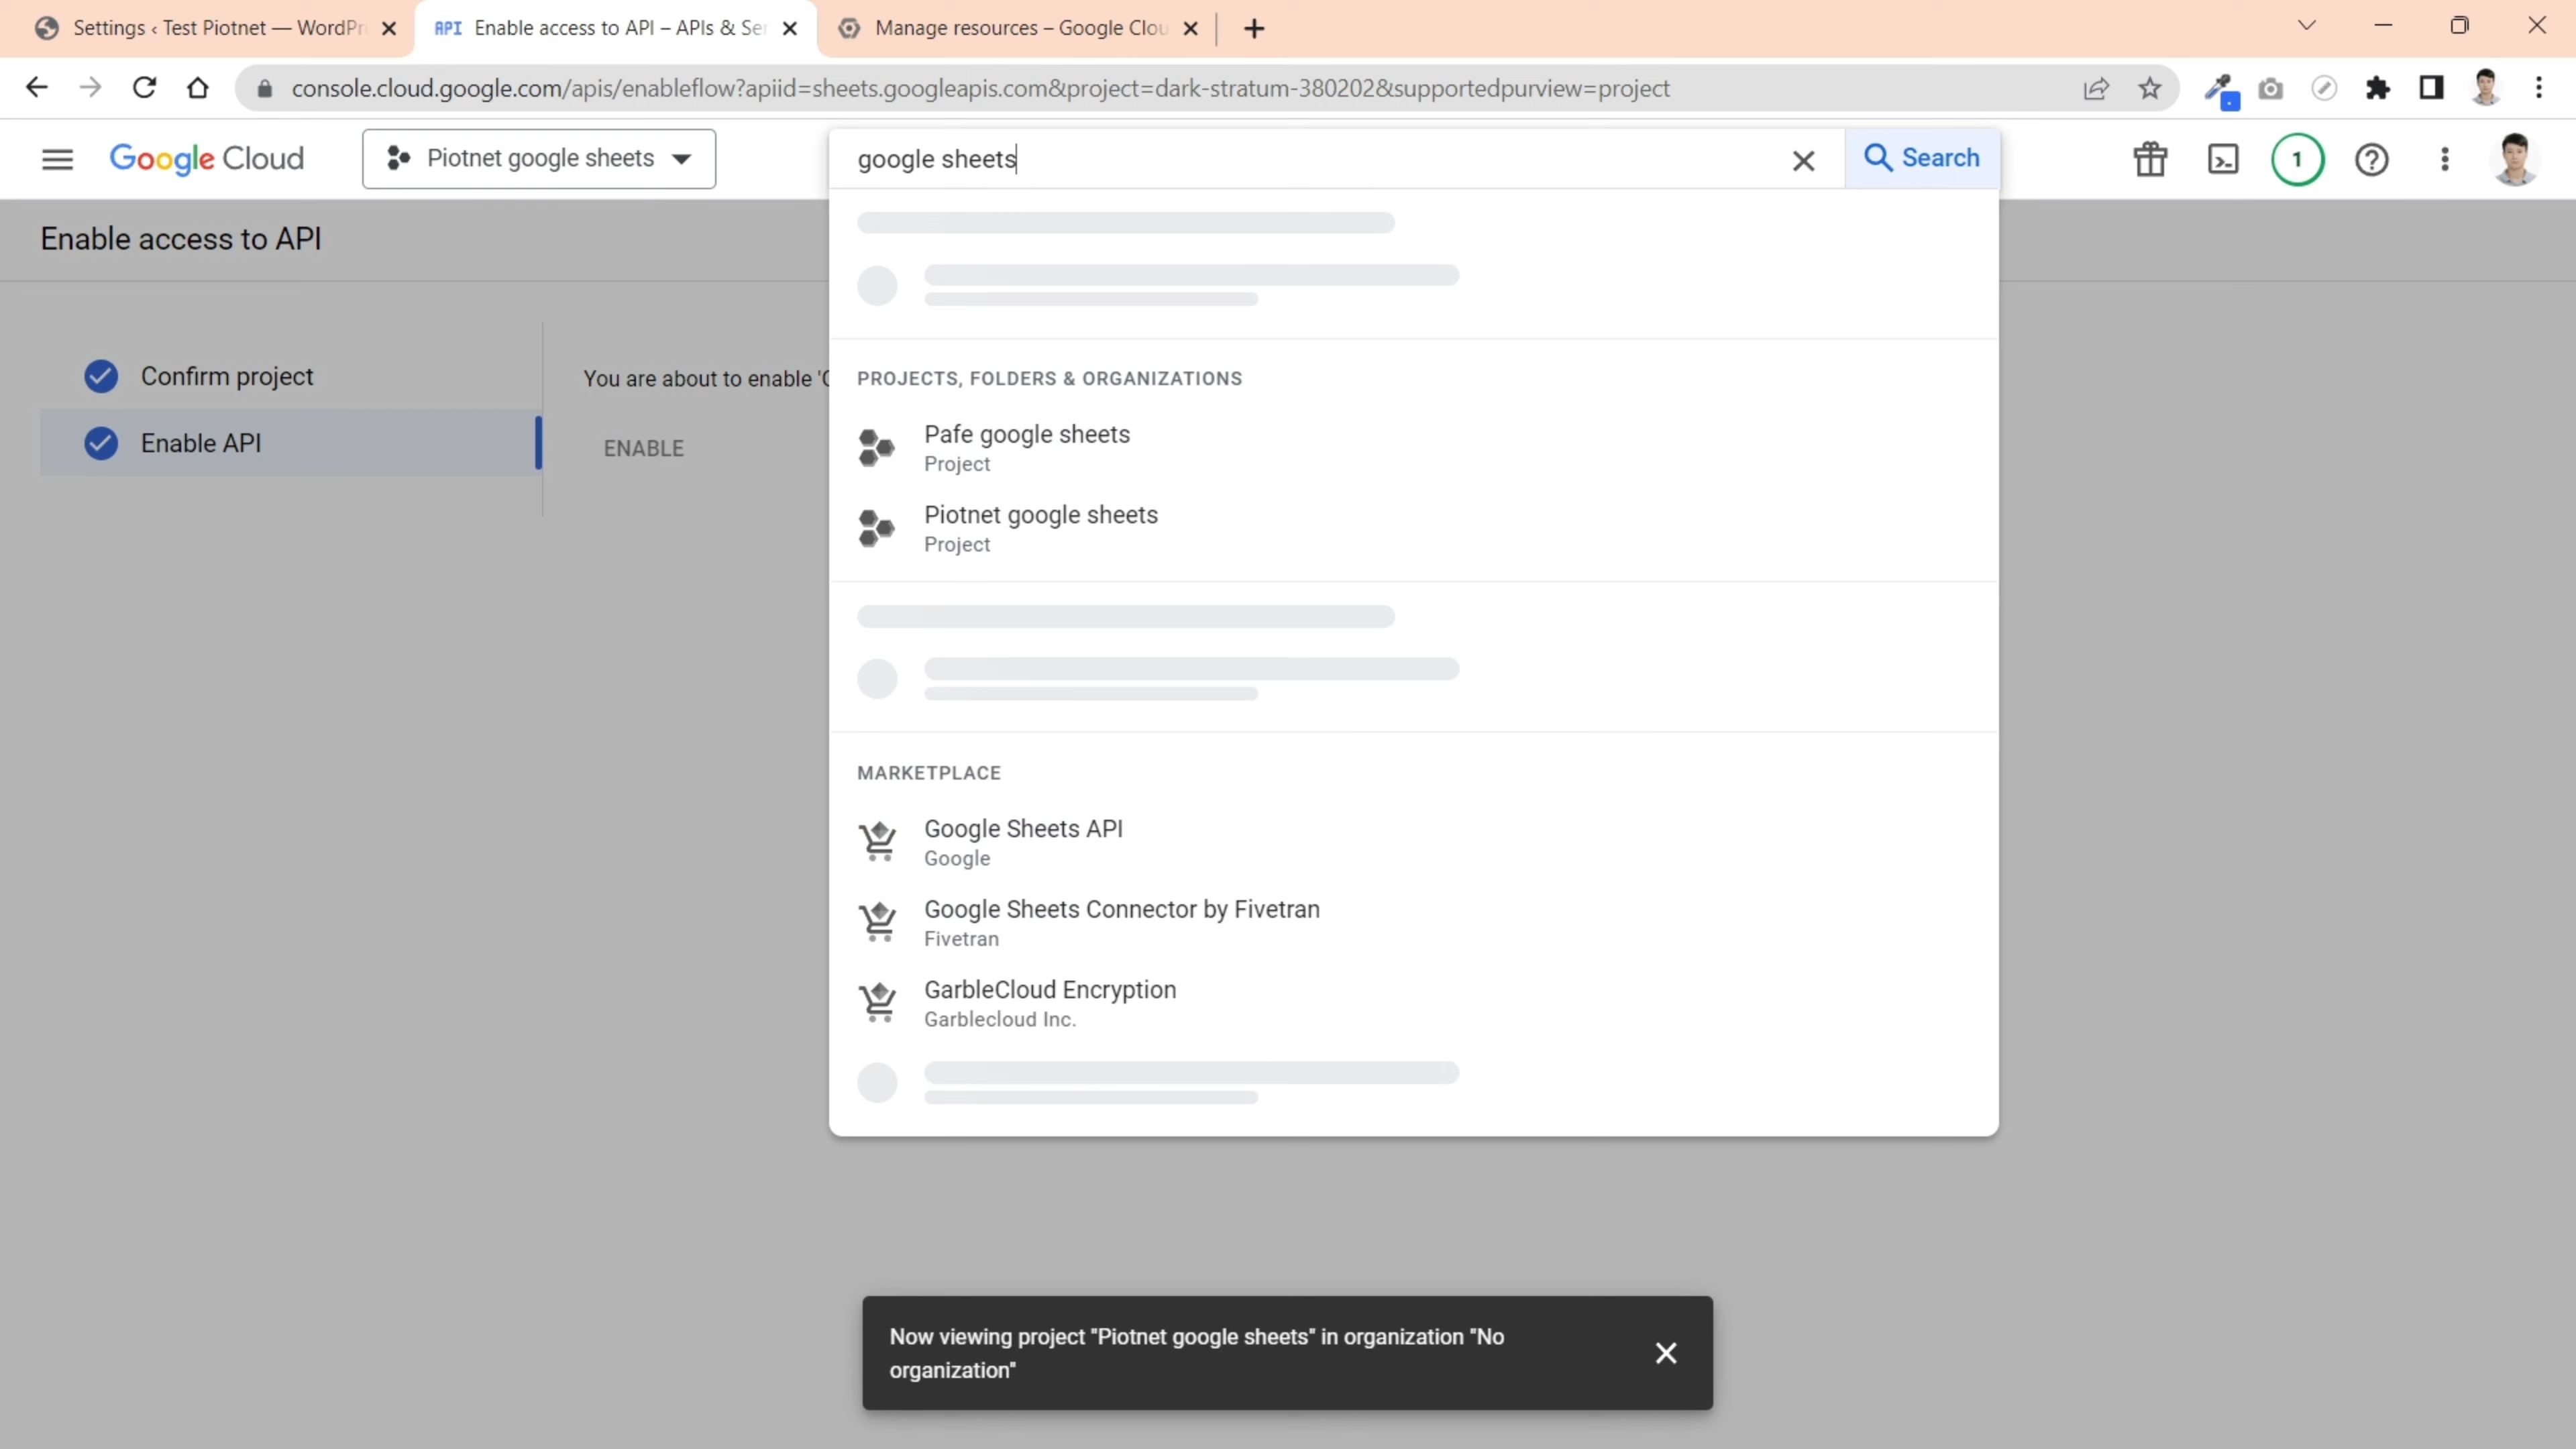 Settings ‹ Test Piotnet — WordPr
API Enable access to API – APIs & Ser
Manage resources – Google Clou
console.cloud.google.com/apis/enableflow?apiid=sheets.googleapis.com&project=dark-stratum-380202&supportedpurview=project
Google Cloud
Piotnet google sheets
google sheets
Search
1
Enable access to API
Confirm project
Enable API
You are about to enable 'G
ENABLE
PROJECTS, FOLDERS & ORGANIZATIONS
Pafe google sheets
Project
Piotnet google sheets
Project
MARKETPLACE
Google Sheets API
Google
Google Sheets Connector by Fivetran
Fivetran
GarbleCloud Encryption
Garblecloud Inc.
Now viewing project "Piotnet google sheets" in organization "No
organization"